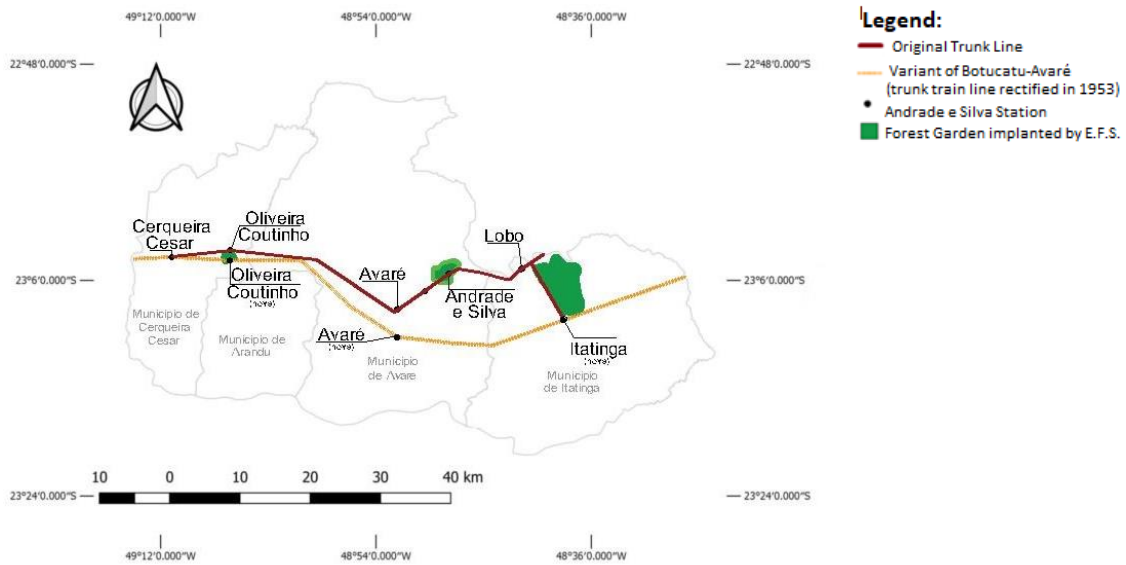 49°12'0.000"W
48°54'0.000"W
48°36'0.000"W
Legend:
Original Trunk Line
Variant of Botucatu-Avaré
(trunk train line rectified in 1953)
Andrade e Silva Station
Forest Garden implanted by E.F.S.
22°48'0.000"S
22°48'0.000"S
Cerqueira
Cesar
Oliveira
Coutinho
Lobo
Avaré
23°6'0.000"S
Oliveira
Coutinho
(nova)
Andrade
e Silva
23°6'0.000"S
Municipio de
Cerqueira
Cesar
Municipio
de Arandu
Avaré
(nova)
Itatinga
(nova)
Municipio
de Avare
Municipio
de Itatinga
10 0 10 20 30 40 km
23°24'0.000"S
23°24'0.000"S
49°12'0.000"W
48°54'0.000"W
48°36'0.000"W